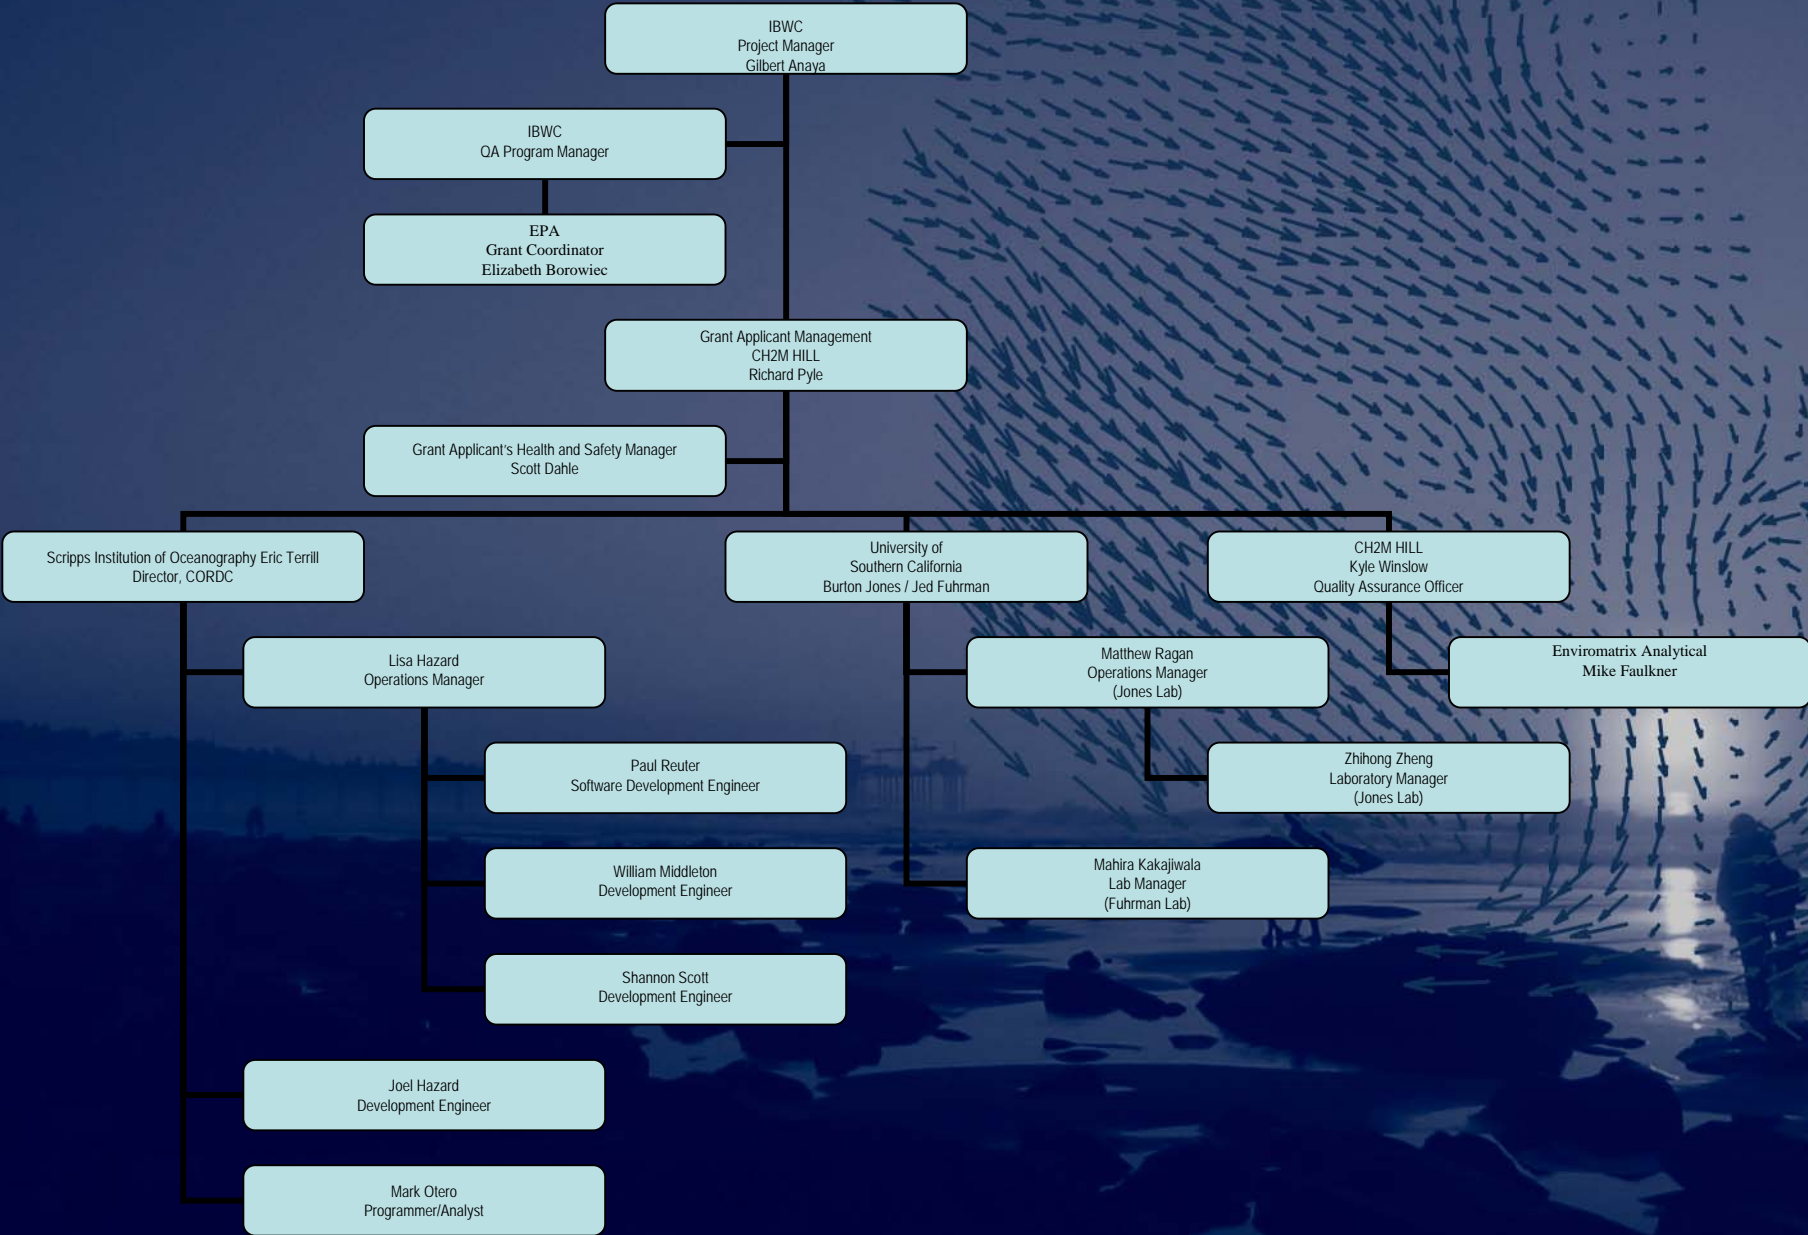 IBWC
Project Manager
Gilbert Anaya
IBWC
QA Program Manager
EPA
Grant Coordinator
Elizabeth Borowiec
Grant Applicant Management
CH2M HILL
Richard Pyle
Grant Applicant's Health and Safety Manager
Scott Dahle
Scripps Institution of Oceanography Eric Terrill
Director, CORDC
University of
Southern California
Burton Jones / Jed Fuhrman
CH2M HILL
Kyle Winslow
Quality Assurance Officer
Lisa Hazard
Operations Manager
Matthew Ragan
Operations Manager
(Jones Lab)
Enviromatrix Analytical
Mike Faulkner
Paul Reuter
Software Development Engineer
Zhihong Zheng
Laboratory Manager
(Jones Lab)
William Middleton
Development Engineer
Mahira Kakajiwala
Lab Manager
(Fuhrman Lab)
Shannon Scott
Development Engineer
Joel Hazard
Development Engineer
Mark Otero
Programmer/Analyst